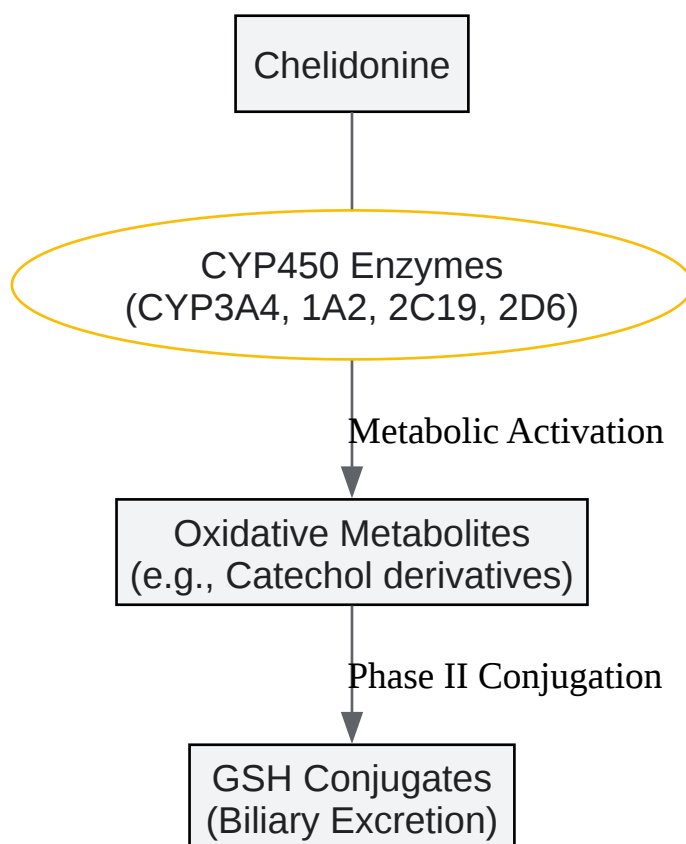 Chelidonine
CYP450 Enzymes
(CYP3A4, 1A2, 2C19, 2D6)
Metabolic Activation
Oxidative Metabolites
(e.g., Catechol derivatives)
Phase II Conjugation
GSH Conjugates
(Biliary Excretion)